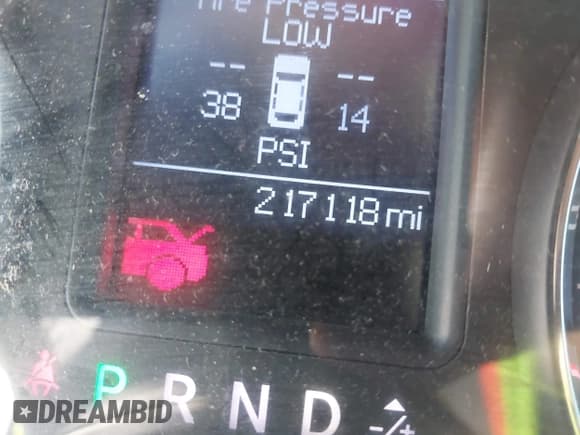 Tire Pressure
LOW
-- --
38 14
PSI
217118 mi
P R N D -/+
DREAMBID